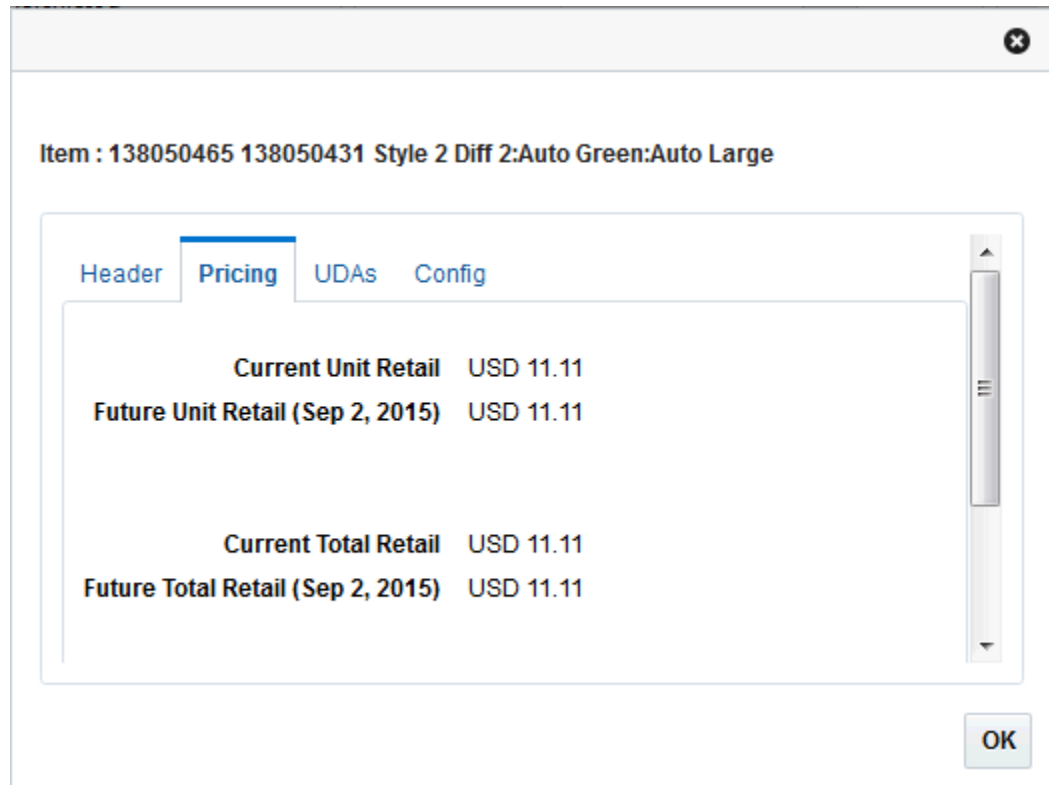 Item : 138050465 138050431 Style 2 Diff 2:Auto Green:Auto Large
Header Pricing UDAs Config
Current Unit Retail USD 11.11
Future Unit Retail (Sep 2, 2015) USD 11.11
Current Total Retail USD 11.11
Future Total Retail (Sep 2, 2015) USD 11.11
OK